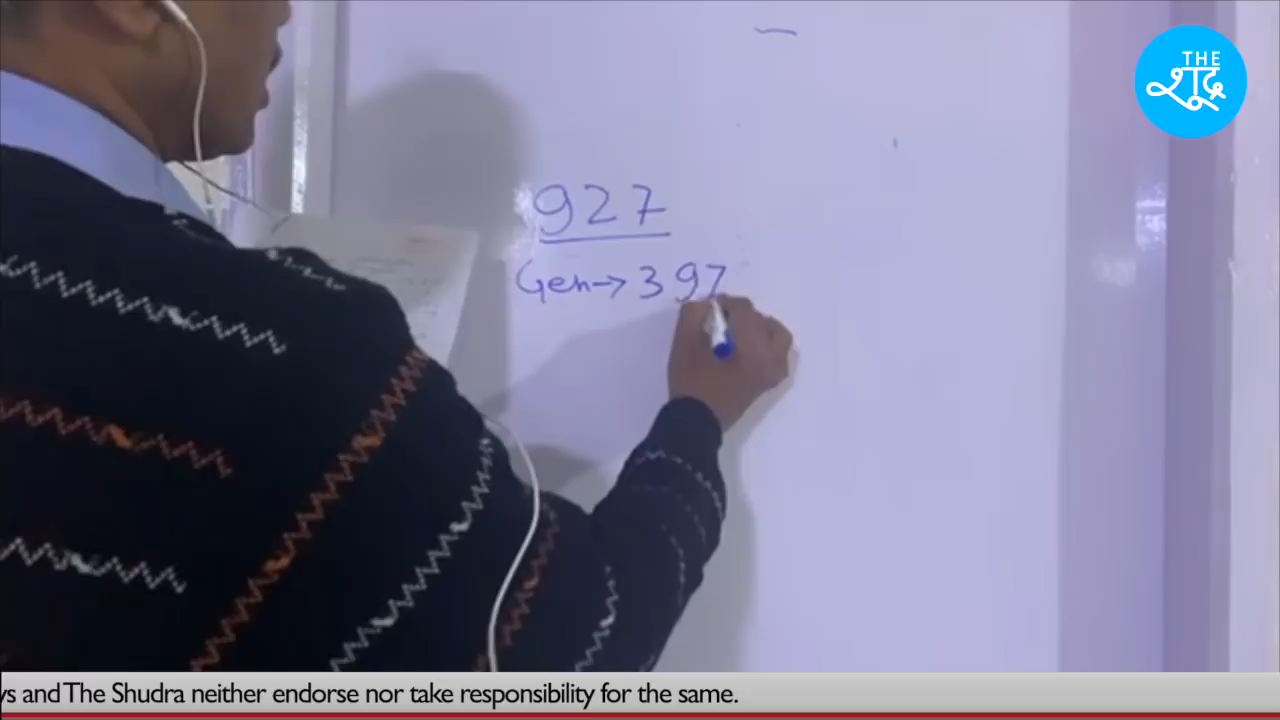 THE
शूद्र
927
Gen→ 397
ys and The Shudra neither endorse nor take responsibility for the same.